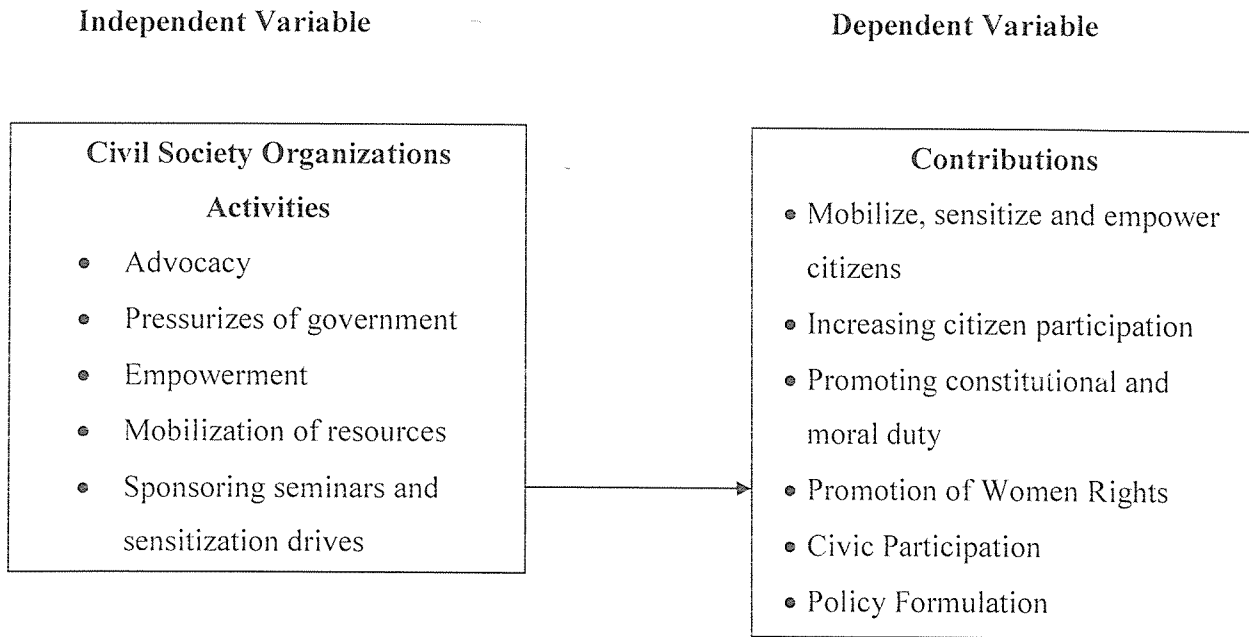 Independent Variable
Dependent Variable
Civil Society Organizations
Activities
• Advocacy
• Pressurizes of government
• Empowerment
• Mobilization of resources
• Sponsoring seminars and
sensitization drives
Contributions
• Mobilize, sensitize and empower
citizens
• Increasing citizen participation
• Promoting constitutional and
moral duty
• Promotion of Women Rights
• Civic Participation
• Policy Formulation